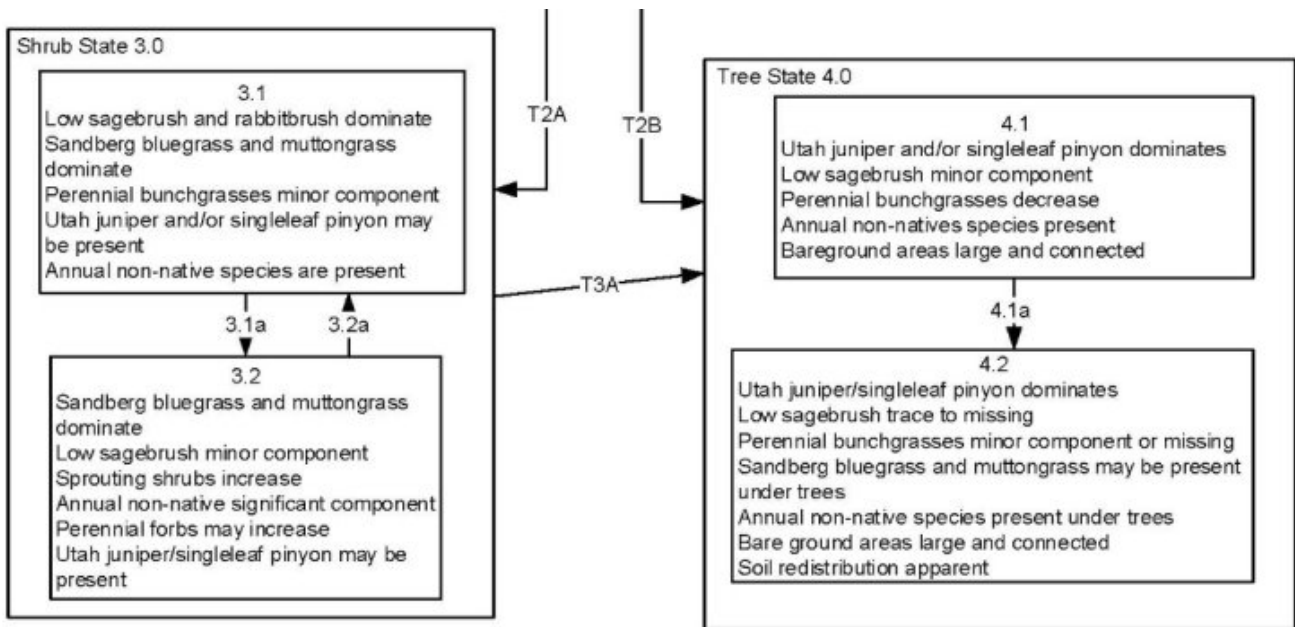 Shrub State 3.0
3.1
Low sagebrush and rabbitbrush dominate
Sandberg bluegrass and muttongrass
dominate
Perennial bunchgrasses minor component
Utah juniper and/or singleleaf pinyon may
be present
Annual non-native species are present
3.1a
3.2a
3.2
Sandberg bluegrass and muttongrass
dominate
Low sagebrush minor component
Sprouting shrubs increase
Annual non-native significant component
Perennial forbs may increase
Utah juniper/singleleaf pinyon may be
present
T2A
T2B
T3A
Tree State 4.0
4.1
Utah juniper and/or singleleaf pinyon dominates
Low sagebrush minor component
Perennial bunchgrasses decrease
Annual non-natives species present
Bareground areas large and connected
4.1a
4.2
Utah juniper/singleleaf pinyon dominates
Low sagebrush trace to missing
Perennial bunchgrasses minor component or missing
Sandberg bluegrass and muttongrass may be present
under trees
Annual non-native species present under trees
Bare ground areas large and connected
Soil redistribution apparent